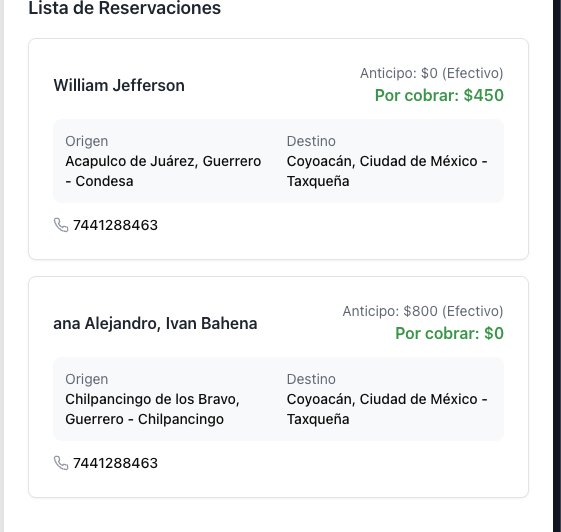 Lista de Reservaciones
William Jefferson
Anticipo: $0 (Efectivo)
Por cobrar: $450
Origen
Acapulco de Juárez, Guerrero
- Condesa
Destino
Coyoacán, Ciudad de México -
Taxqueña
7441288463
ana Alejandro, Ivan Bahena
Anticipo: $800 (Efectivo)
Por cobrar: $0
Origen
Chilpancingo de los Bravo,
Guerrero - Chilpancingo
Destino
Coyoacán, Ciudad de México -
Taxqueña
7441288463